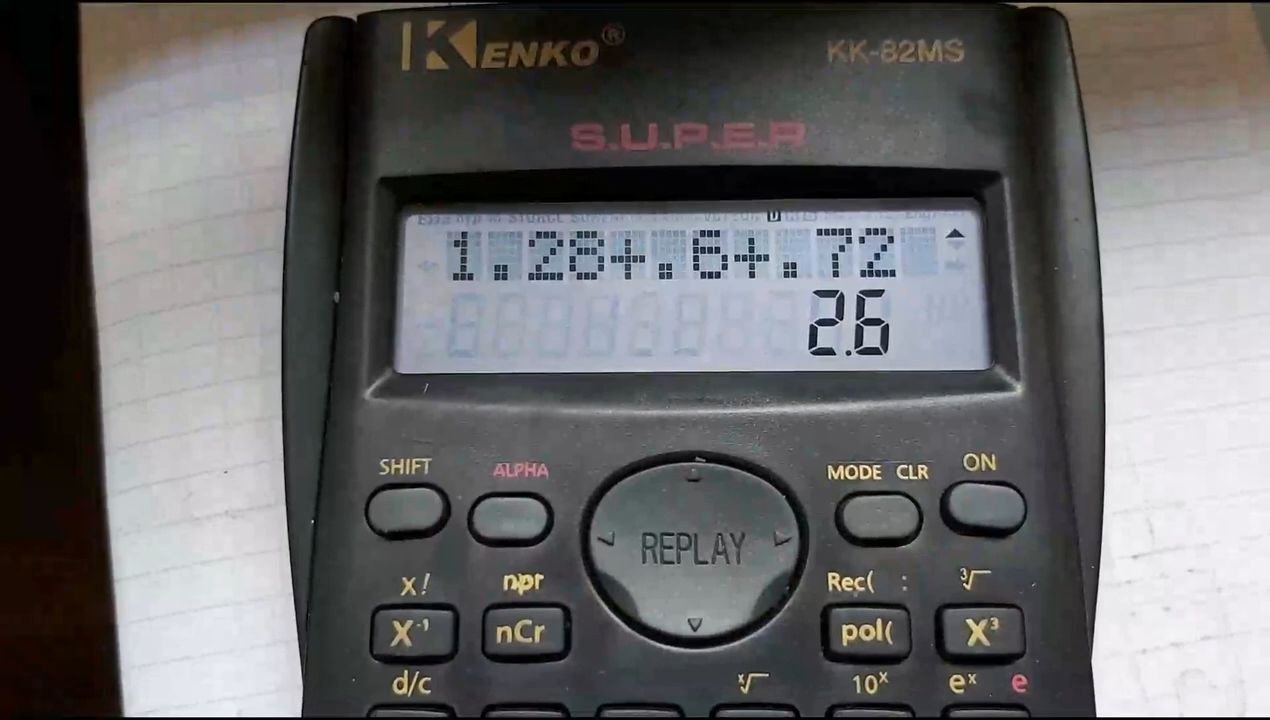 KENKO® KK-82MS
S.U.P.E.R
D
1.28+.6+.72
2.6
SHIFT ALPHA MODE CLR ON
REPLAY
x! npr Rec( : ³√
X⁻¹ nCr pol( X³
d/c ˣ√ 10ˣ eˣ e